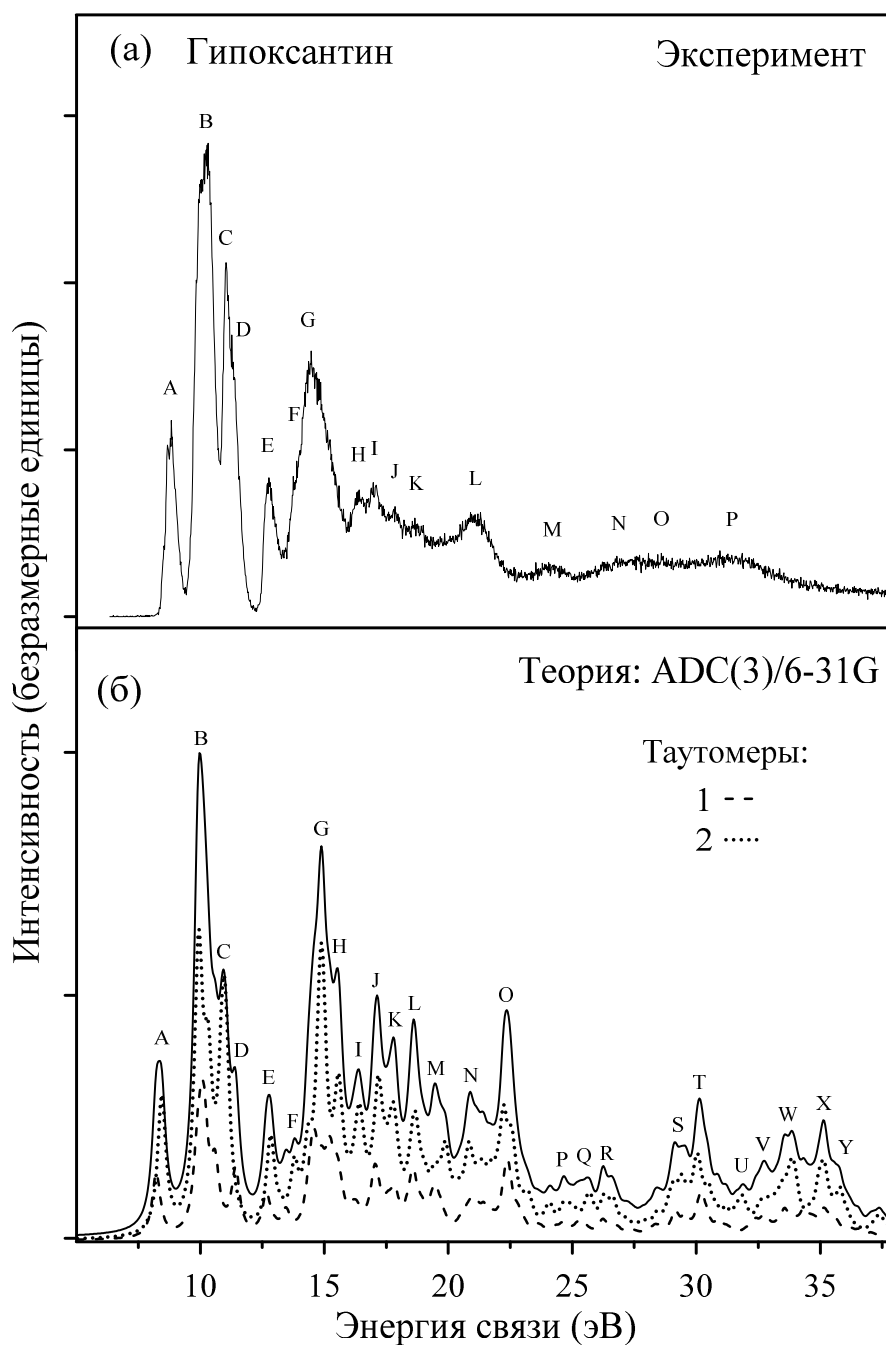 (а) Гипоксантин Эксперимент
A
B
C
D
E
F
G
H
I
J
K
L
M
N
O
P
Интенсивность (безразмерные единицы)
(б) Теория: ADC(3)/6-31G
Таутомеры:
1 - -
2 .....
A
B
C
D
E
F
G
H
I
J
K
L
M
N
O
P
Q
R
S
T
U
V
W
X
Y
10 15 20 25 30 35
Энергия связи (эВ)